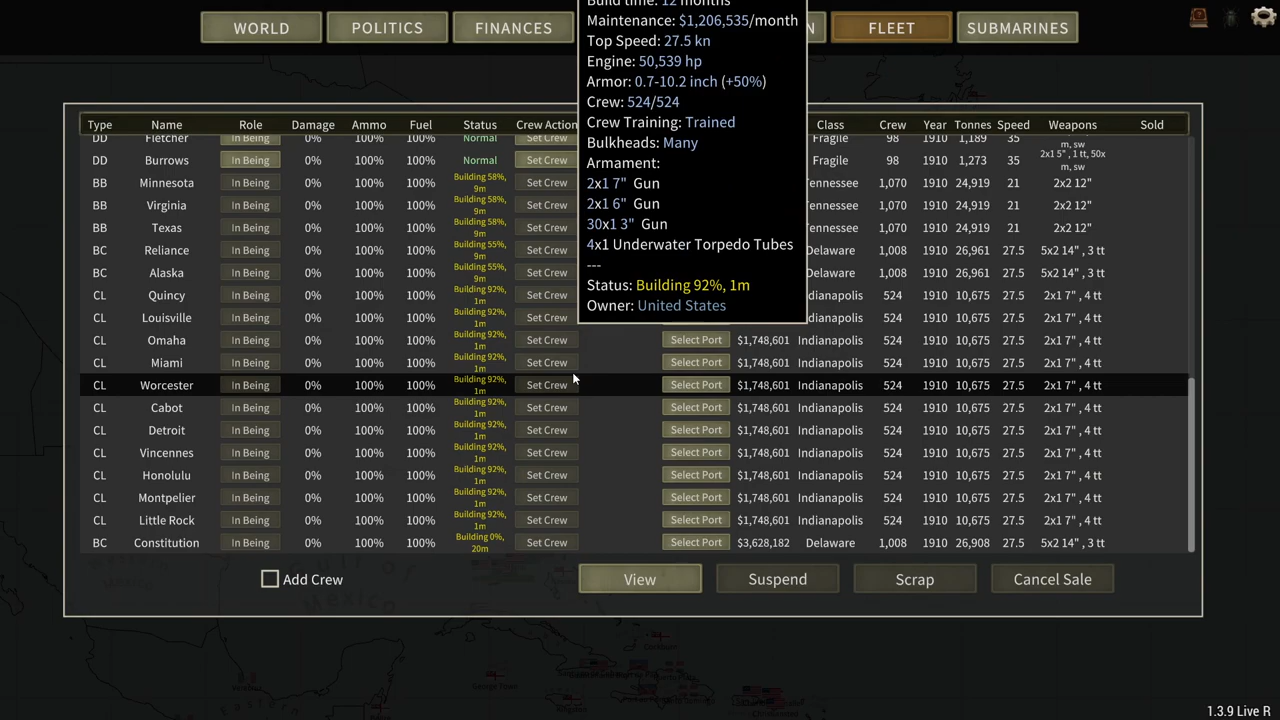 WORLD POLITICS FINANCES N FLEET SUBMARINES
Build time: 12 months
Maintenance: $1,206,535/month
Top Speed: 27.5 kn
Engine: 50,539 hp
Armor: 0.7-10.2 inch (+50%)
Crew: 524/524
Crew Training: Trained
Bulkheads: Many
Armament:
2x1 7" Gun
2x1 6" Gun
30x1 3" Gun
4x1 Underwater Torpedo Tubes
---
Status: Building 92%, 1m
Owner: United States
Type Name Role Damage Ammo Fuel Status Crew Action Class Crew Year Tonnes Speed Weapons Sold
DD Fletcher In Being 0% 100% 100% Normal Set Crew Fragile 98 1910 1,189 35 m, sw
DD Burrows In Being 0% 100% 100% Normal Set Crew Fragile 98 1910 1,273 35 2x1 5" , 1 tt, 50x m, sw
BB Minnesota In Being 0% 100% 100% Building 58%, 9m Set Crew Tennessee 1,070 1910 24,919 21 2x2 12"
BB Virginia In Being 0% 100% 100% Building 58%, 9m Set Crew Tennessee 1,070 1910 24,919 21 2x2 12"
BB Texas In Being 0% 100% 100% Building 58%, 9m Set Crew Tennessee 1,070 1910 24,919 21 2x2 12"
BC Reliance In Being 0% 100% 100% Building 55%, 9m Set Crew Delaware 1,008 1910 26,961 27.5 5x2 14" , 3 tt
BC Alaska In Being 0% 100% 100% Building 55%, 9m Set Crew Delaware 1,008 1910 26,961 27.5 5x2 14" , 3 tt
CL Quincy In Being 0% 100% 100% Building 92%, 1m Set Crew ndianapolis 524 1910 10,675 27.5 2x1 7" , 4 tt
CL Louisville In Being 0% 100% 100% Building 92%, 1m Set Crew ndianapolis 524 1910 10,675 27.5 2x1 7" , 4 tt
CL Omaha In Being 0% 100% 100% Building 92%, 1m Set Crew Select Port $1,748,601 Indianapolis 524 1910 10,675 27.5 2x1 7" , 4 tt
CL Miami In Being 0% 100% 100% Building 92%, 1m Set Crew Select Port $1,748,601 Indianapolis 524 1910 10,675 27.5 2x1 7" , 4 tt
CL Worcester In Being 0% 100% 100% Building 92%, 1m Set Crew Select Port $1,748,601 Indianapolis 524 1910 10,675 27.5 2x1 7" , 4 tt
CL Cabot In Being 0% 100% 100% Building 92%, 1m Set Crew Select Port $1,748,601 Indianapolis 524 1910 10,675 27.5 2x1 7" , 4 tt
CL Detroit In Being 0% 100% 100% Building 92%, 1m Set Crew Select Port $1,748,601 Indianapolis 524 1910 10,675 27.5 2x1 7" , 4 tt
CL Vincennes In Being 0% 100% 100% Building 92%, 1m Set Crew Select Port $1,748,601 Indianapolis 524 1910 10,675 27.5 2x1 7" , 4 tt
CL Honolulu In Being 0% 100% 100% Building 92%, 1m Set Crew Select Port $1,748,601 Indianapolis 524 1910 10,675 27.5 2x1 7" , 4 tt
CL Montpelier In Being 0% 100% 100% Building 92%, 1m Set Crew Select Port $1,748,601 Indianapolis 524 1910 10,675 27.5 2x1 7" , 4 tt
CL Little Rock In Being 0% 100% 100% Building 92%, 1m Set Crew Select Port $1,748,601 Indianapolis 524 1910 10,675 27.5 2x1 7" , 4 tt
BC Constitution In Being 0% 100% 100% Building 0%, 20m Set Crew Select Port $3,628,182 Delaware 1,008 1910 26,908 27.5 5x2 14" , 3 tt
Add Crew View Suspend Scrap Cancel Sale
Mexico
1.3.9 Live R